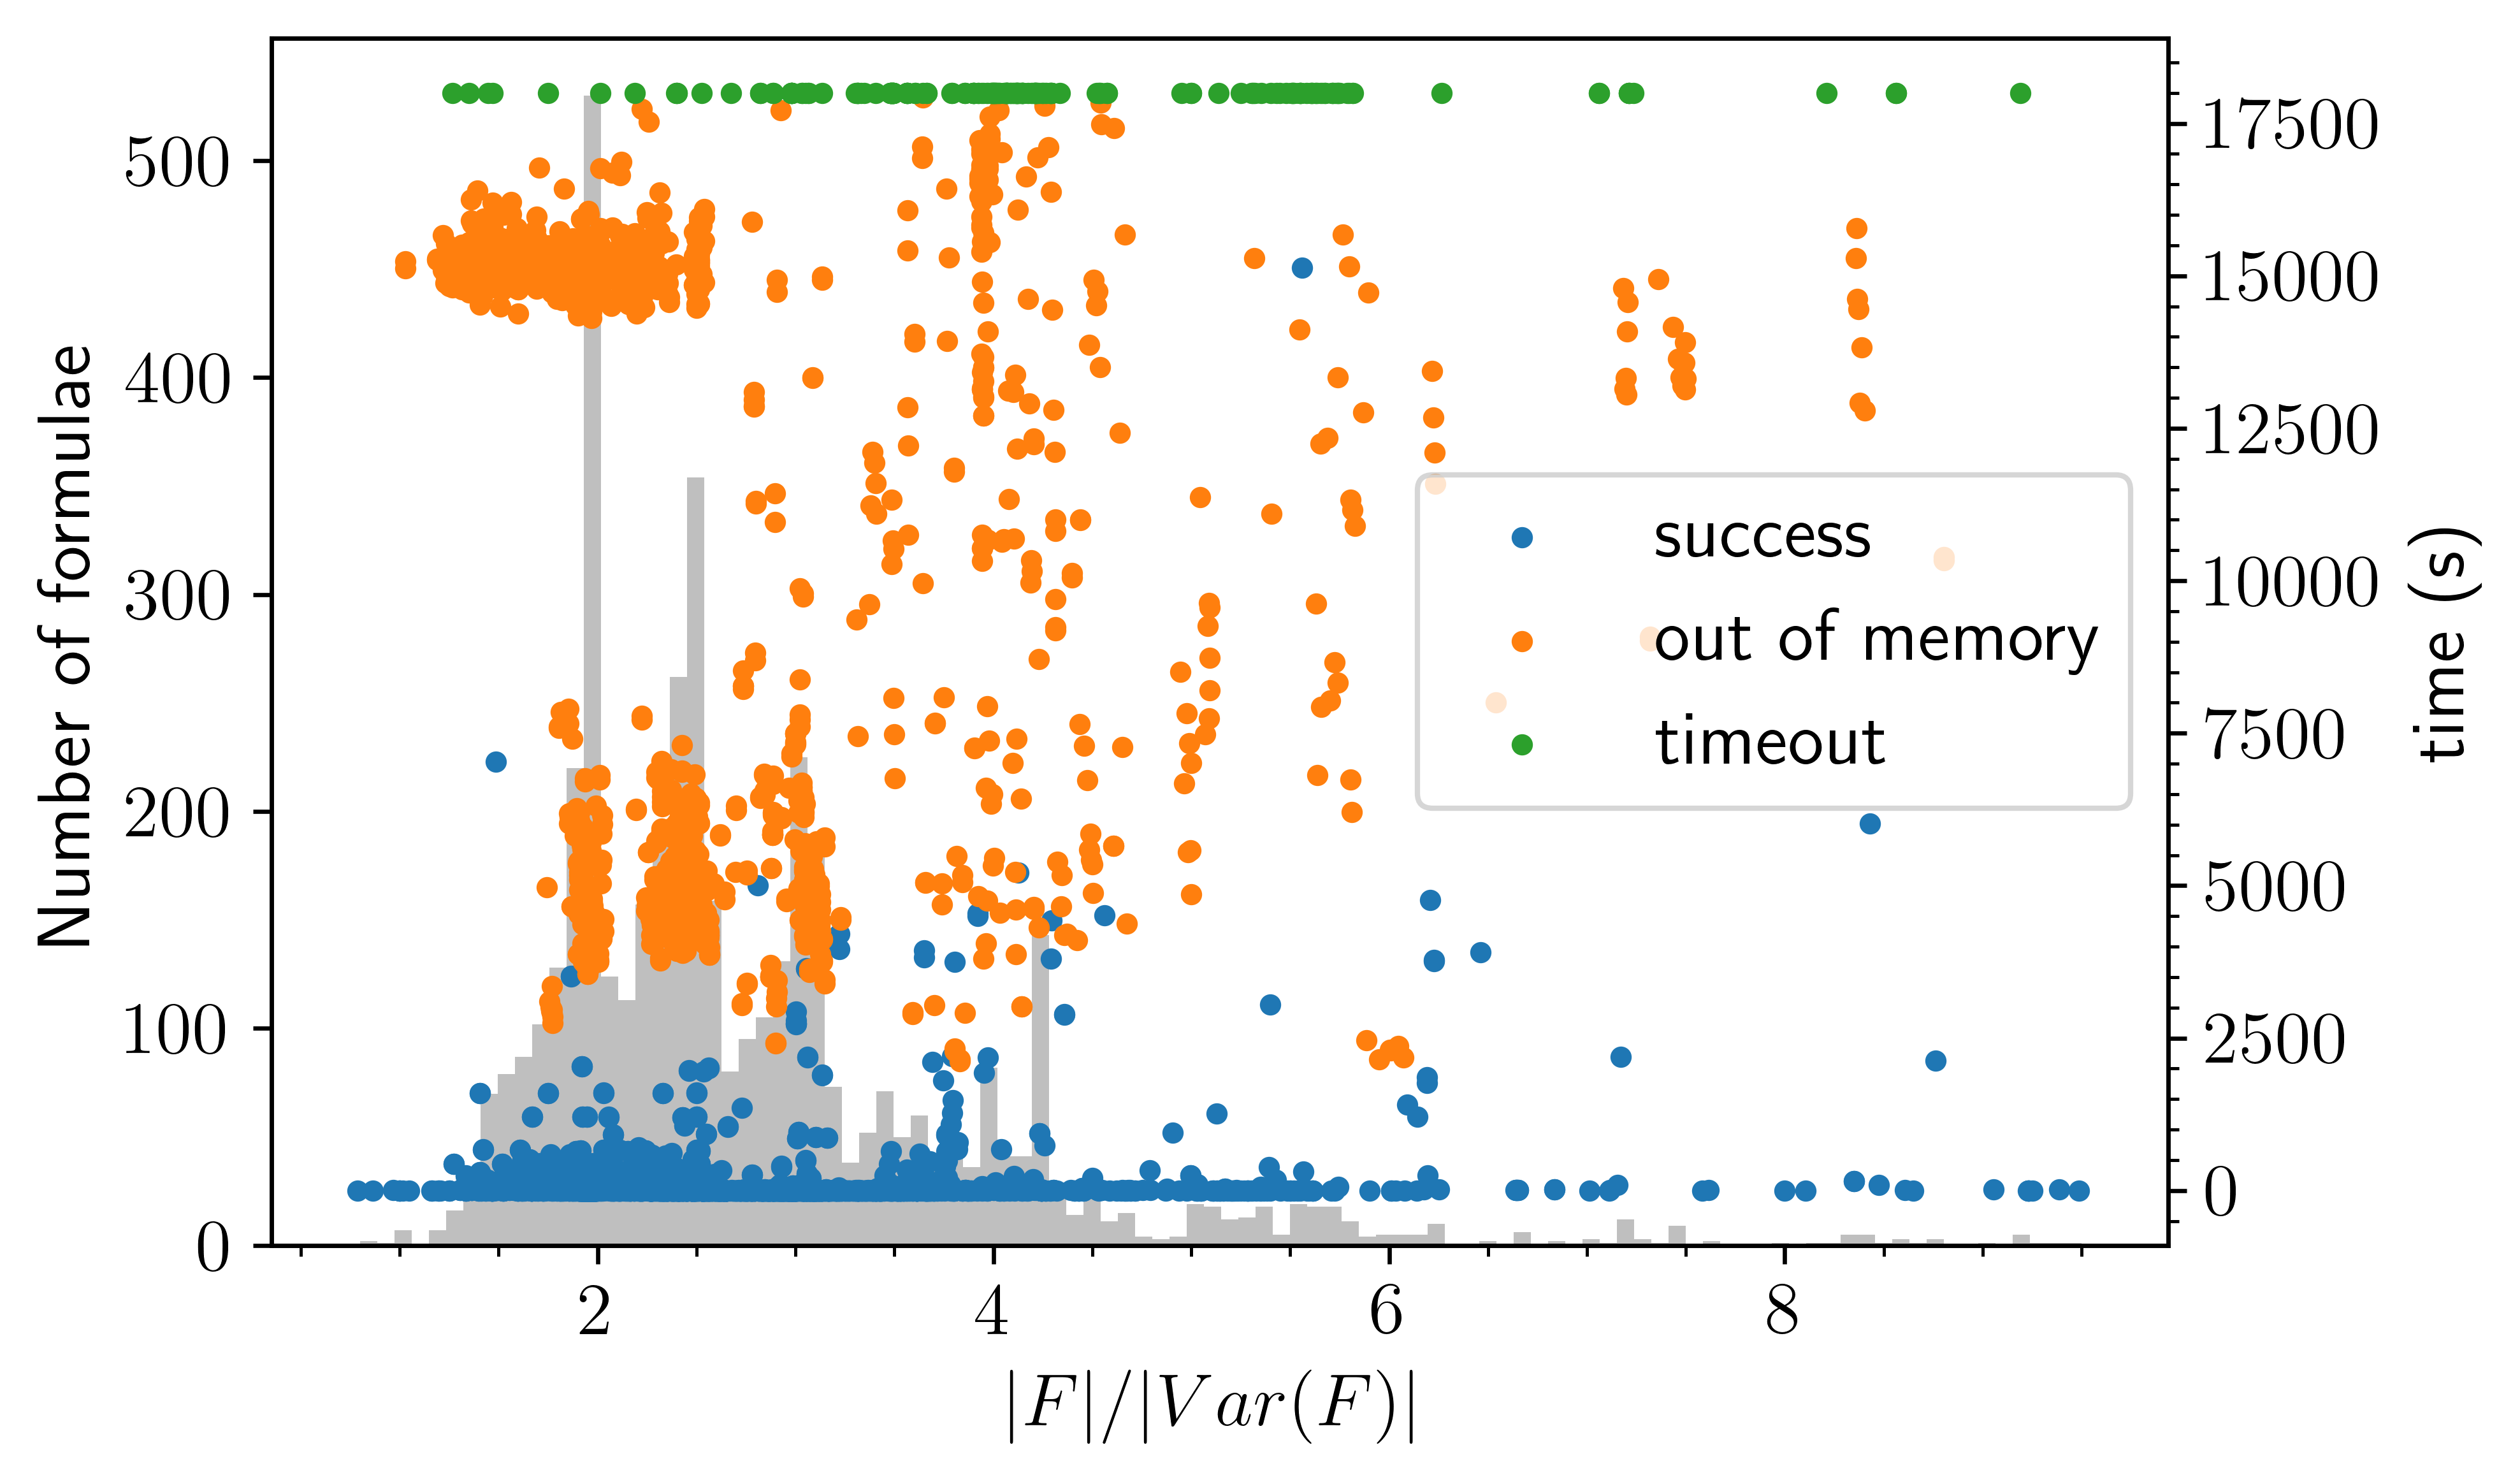 Number of formulae
500
400
300
200
100
0
17500
15000
12500
10000
7500
5000
2500
0
time (s)
success
out of memory
timeout
2 4 6 8
|F|/|Var(F)|